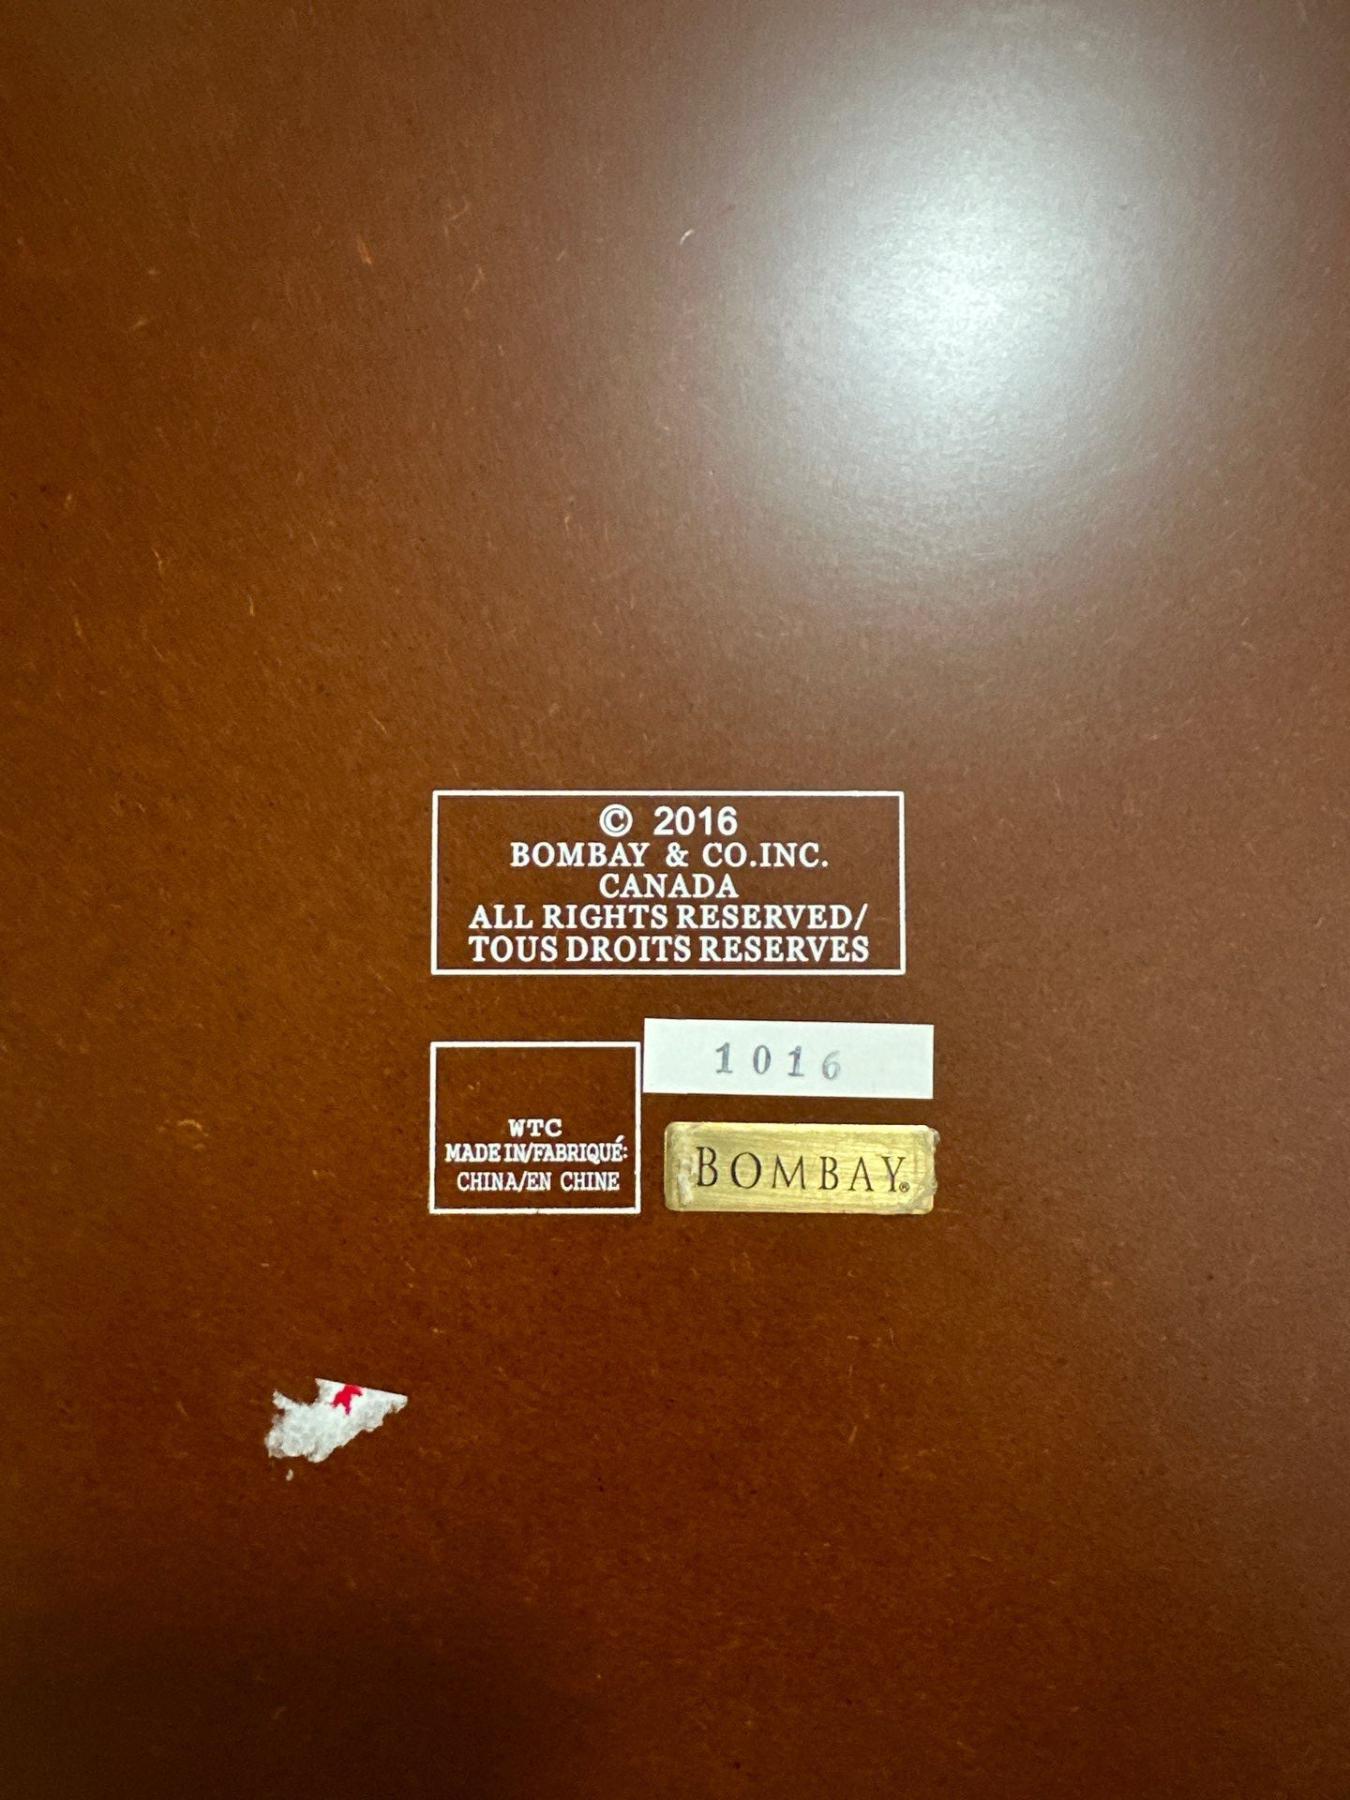 © 2016
BOMBAY & CO.INC.
CANADA
ALL RIGHTS RESERVED/
TOUS DROITS RESERVES
1016
WTC
MADE IN/FABRIQUÉ:
CHINA/EN CHINE
BOMBAY®